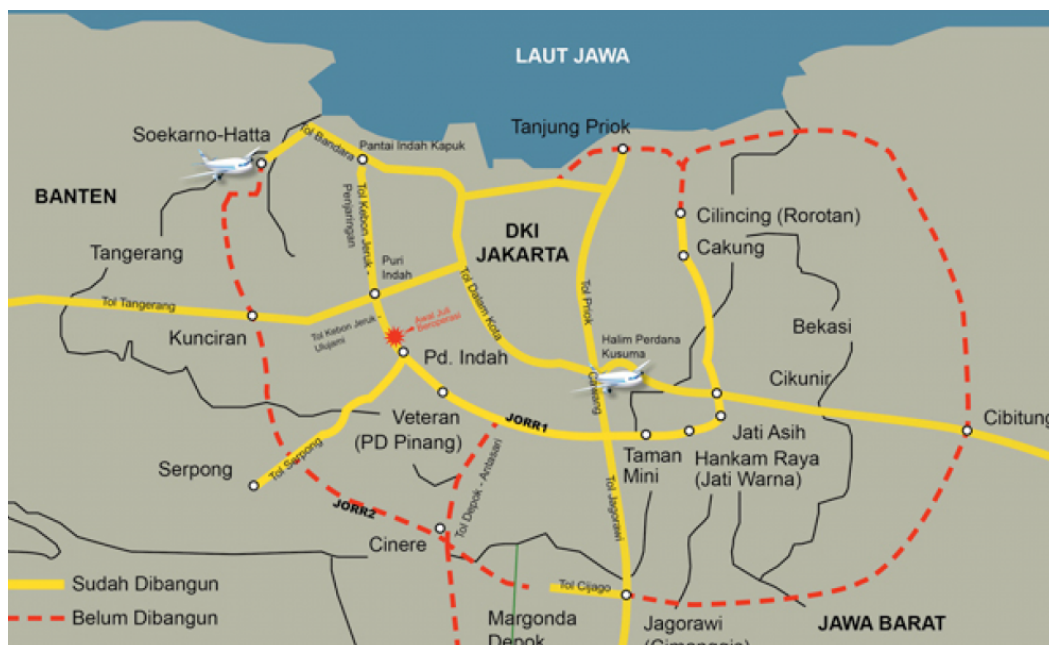 LAUT JAWA
Soekarno-Hatta
Tol Bandara
Pantai Indah Kapuk
Tanjung Priok
BANTEN
Tol Kebon Jeruk -
Penjaringan
DKI
JAKARTA
Cilincing (Rorotan)
Cakung
Tangerang
Puri
Indah
Tol Dalam Kota
Tol Priok
Tol Tangerang
Kunciran
Tol Kebon Jeruk -
Ulujami
Awal Juli
Beroperasi
Bekasi
Halim Perdana
Kusuma
Pd. Indah
Cawang
Cikunir
Veteran
(PD Pinang)
JORR1
Cibitung
Jati Asih
Taman
Mini
Hankam Raya
(Jati Warna)
Serpong
Tol Serpong
Tol Depok - Antasari
Tol Jagorawi
JORR2
Cinere
Sudah Dibangun
Tol Cijago
Belum Dibangun
Margonda
Depok
Jagorawi
(Cimanggis)
JAWA BARAT